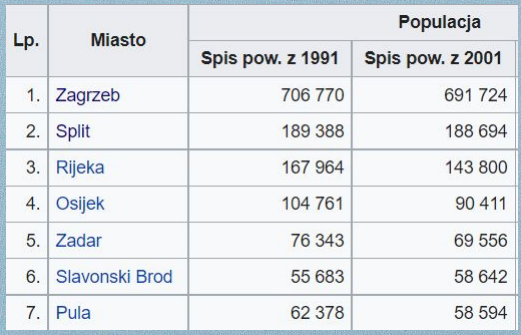 Lp. Miasto Populacja
Spis pow. z 1991 Spis pow. z 2001
1. Zagrzeb 706 770 691 724
2. Split 189 388 188 694
3. Rijeka 167 964 143 800
4. Osijek 104 761 90 411
5. Zadar 76 343 69 556
6. Slavonski Brod 55 683 58 642
7. Pula 62 378 58 594